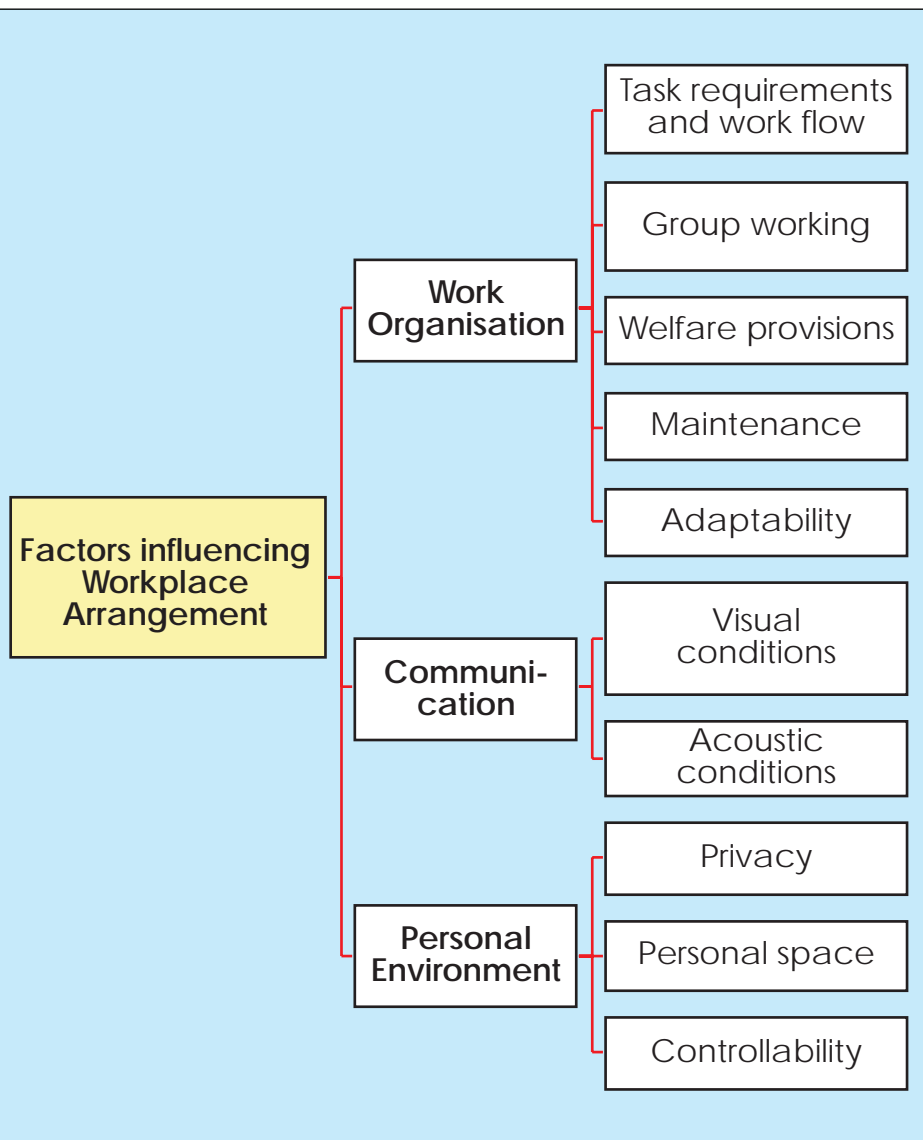 Factors influencing
Workplace
Arrangement
Work
Organisation
Task requirements
and work flow
Group working
Welfare provisions
Maintenance
Adaptability
Communi-
cation
Visual
conditions
Acoustic
conditions
Personal
Environment
Privacy
Personal space
Controllability